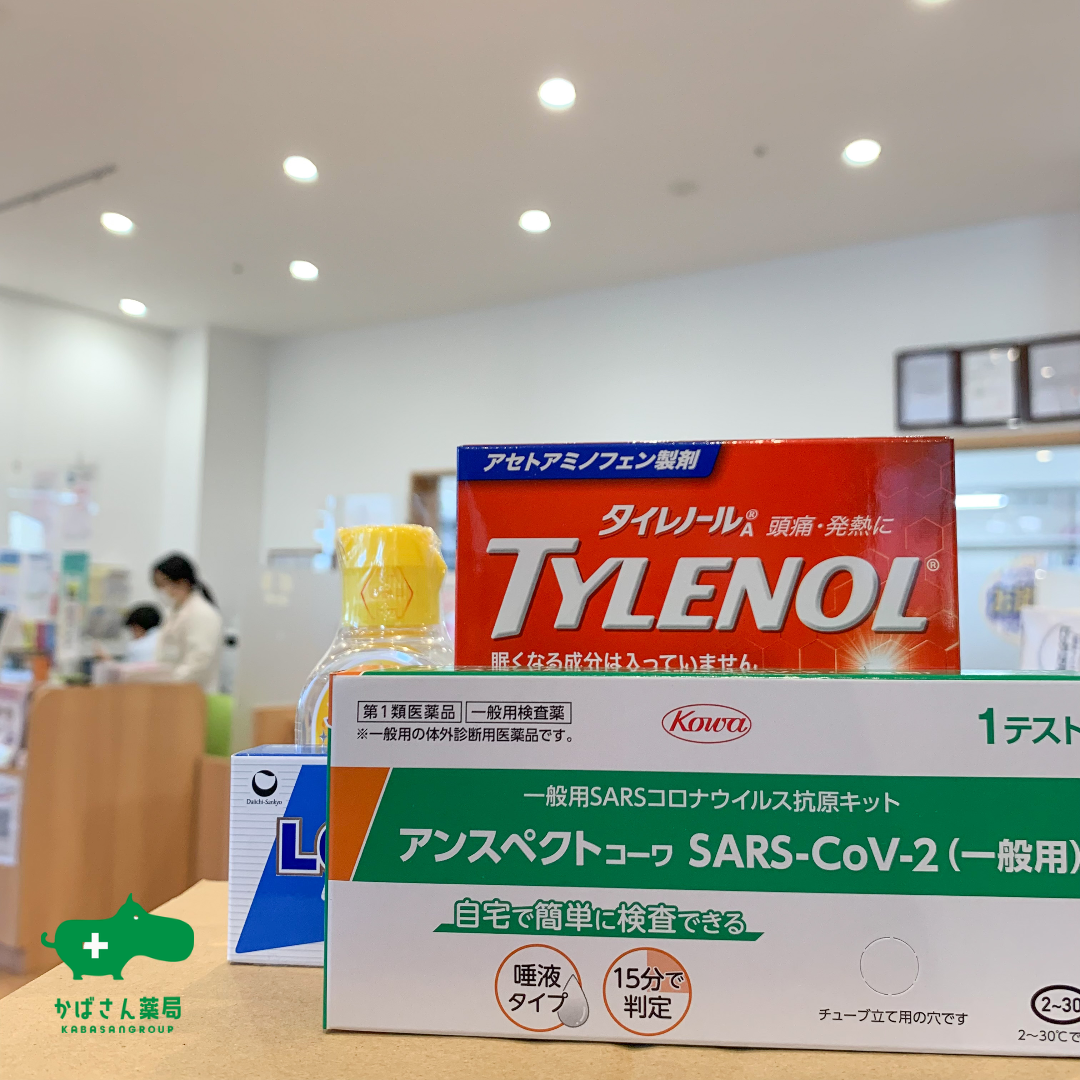 アセトアミノフェン製剤
タイレノール®A 頭痛・発熱に
TYLENOL®
眠くなる成分は入っていません.
第1類医薬品 一般用検査薬
※一般用の体外診断用医薬品です。
Kowa
1テスト
一般用SARSコロナウイルス抗原キット
アンスペクトコーワ SARS-CoV-2(一般用)
自宅で簡単に検査できる
唾液
タイプ
15分で
判定
チューブ立て用の穴です
2~30
2~30℃で
Daiichi-Sankyo
LO
かばさん薬局
KABASANGROUP